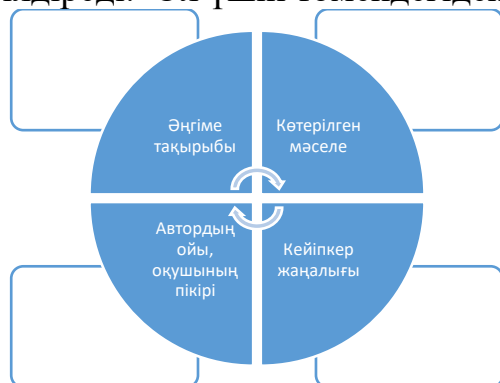 Әңгіме
тақырыбы
Көтерілген
мәселе
Автордың
ойы,
оқушының
пікірі
Кейіпкер
жаңалығы